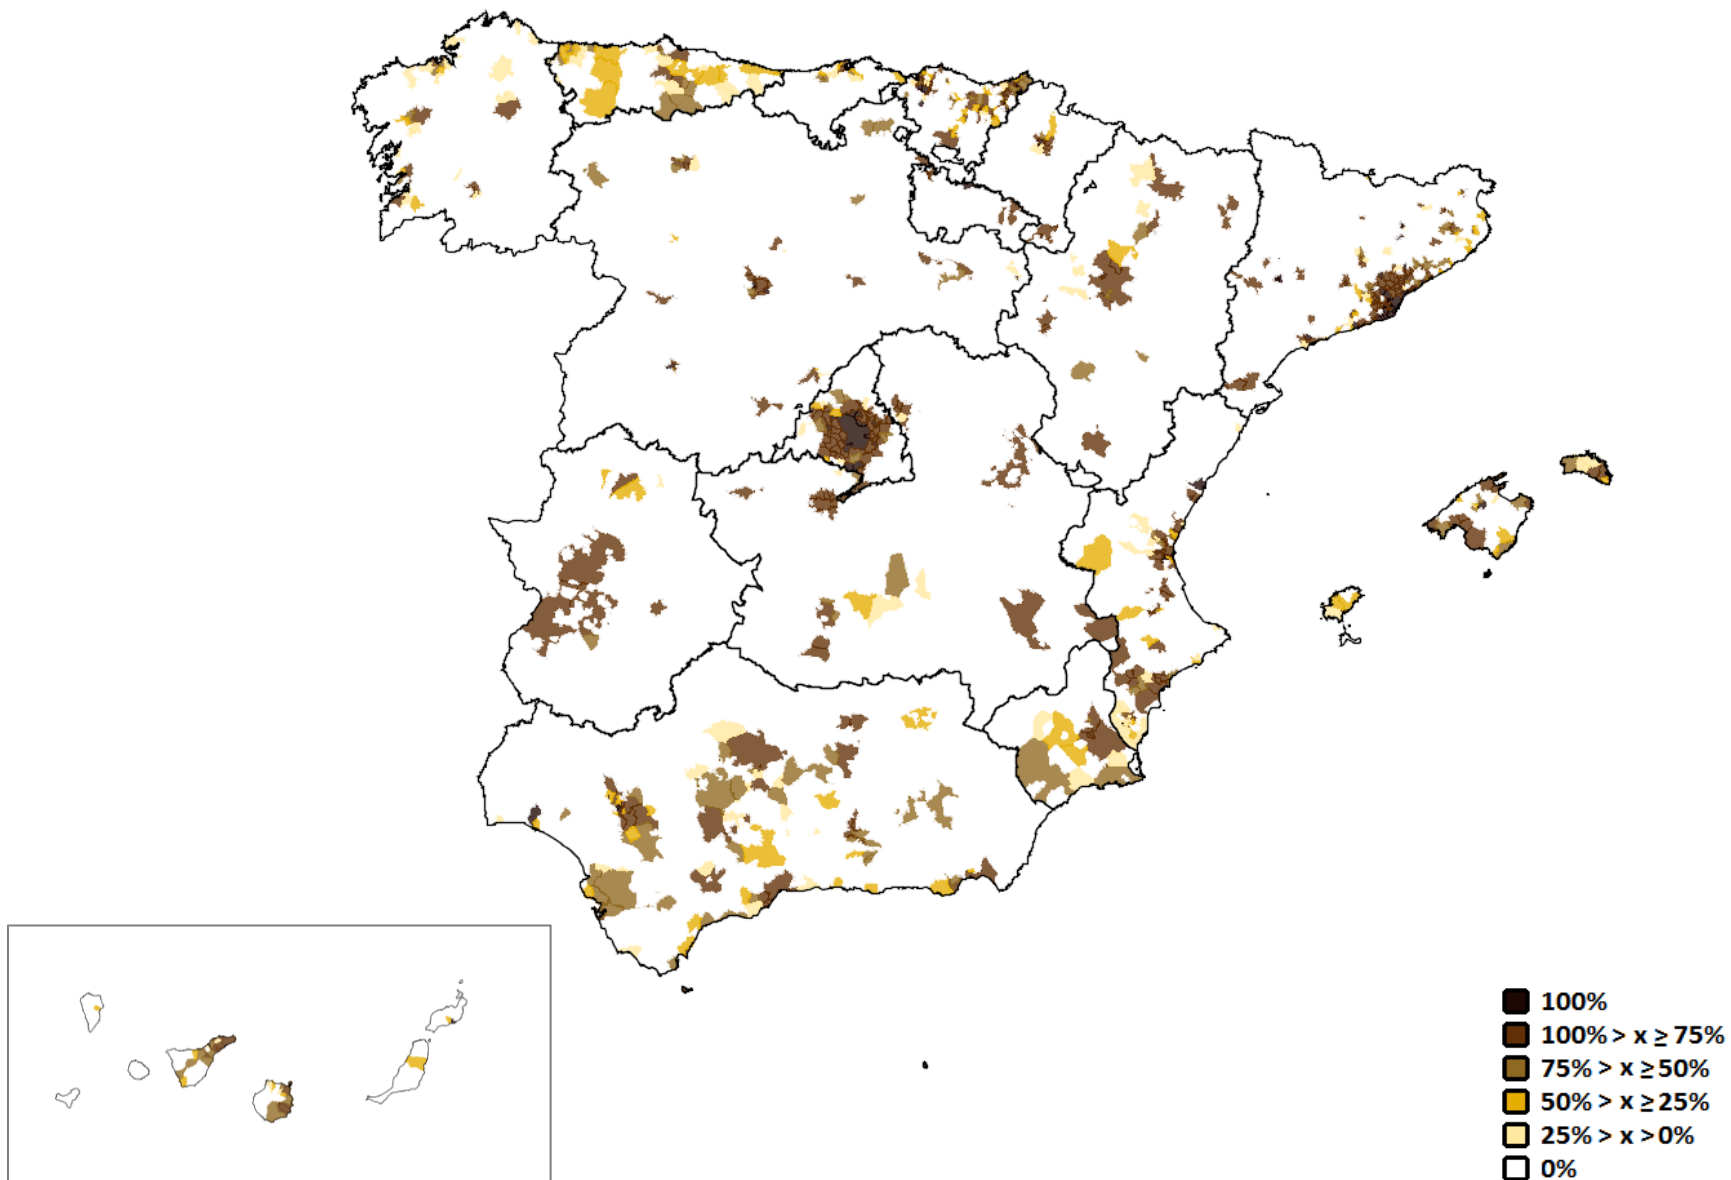 100%
100% > x ≥ 75%
75% > x ≥ 50%
50% > x ≥ 25%
25% > x > 0%
0%